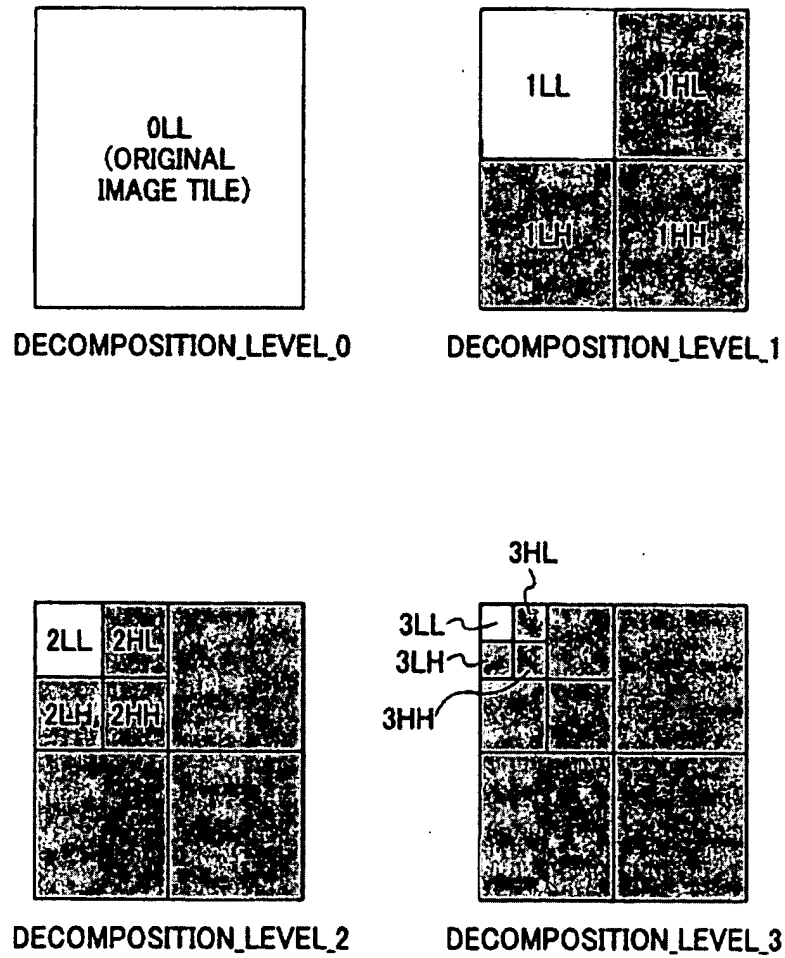 0LL
(ORIGINAL
IMAGE TILE)
DECOMPOSITION_LEVEL_0
1LL 1HL
1LH 1HH
DECOMPOSITION_LEVEL_1
2LL 2HL
2LH 2HH
DECOMPOSITION_LEVEL_2
3HL
3LL
3LH
3HH
DECOMPOSITION_LEVEL_3